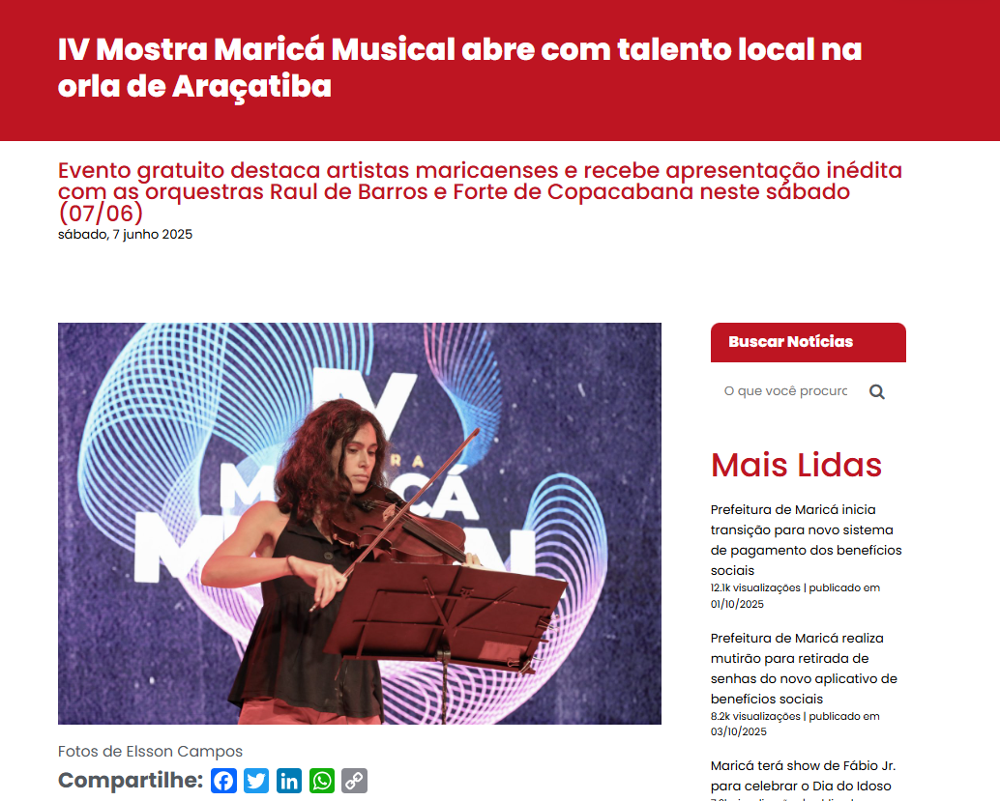 IV Mostra Maricá Musical abre com talento local na
orla de Araçatiba
Evento gratuito destaca artistas maricaenses e recebe apresentação inédita
com as orquestras Raul de Barros e Forte de Copacabana neste sábado
(07/06)
sábado, 7 junho 2025
IV
RA
MARICÁ
Fotos de Elsson Campos
Compartilhe:
Buscar Notícias
O que você procurc
Mais Lidas
Prefeitura de Maricá inicia
transição para novo sistema
de pagamento dos benefícios
sociais
12.1k visualizações | publicado em
01/10/2025
Prefeitura de Maricá realiza
mutirão para retirada de
senhas do novo aplicativo de
benefícios sociais
8.2k visualizações | publicado em
03/10/2025
Maricá terá show de Fábio Jr.
para celebrar o Dia do Idoso